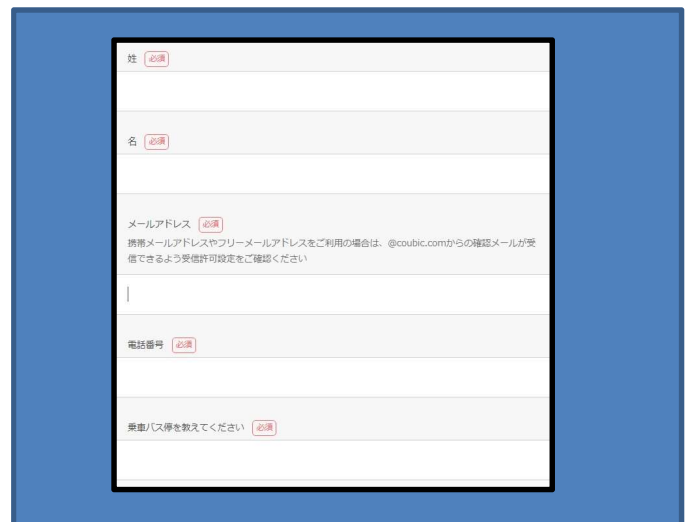 姓 必須
名 必須
メールアドレス 必須
携帯メールアドレスやフリーメールアドレスをご利用の場合は、@coubic.comからの確認メールが受
信できるよう受信許可設定をご確認ください
電話番号 必須
乗車バス停を教えてください 必須